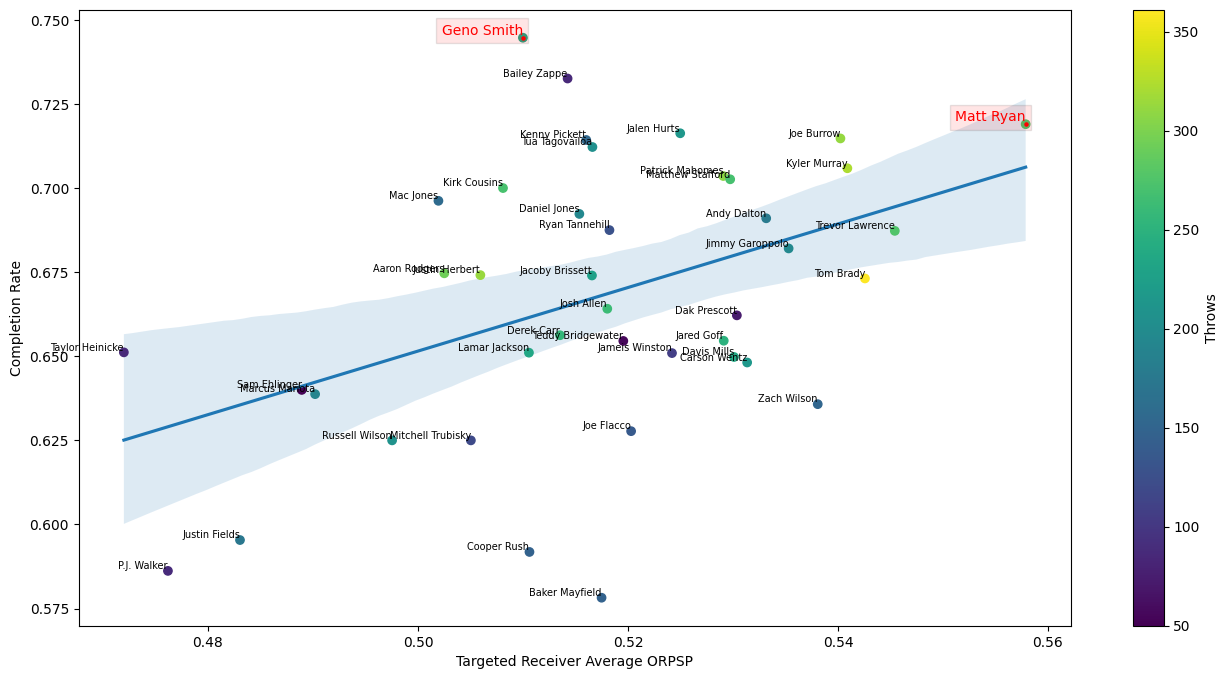 0.750
Geno Smith
350
Bailey Zappe
0.725
Matt Ryan
Jalen Hurts
Kenny Pickett
Joe Burrow
Tua Tagovailoa
300
Kyler Murray
Patrick Mahomes
Matthew Stafford
0.700
Kirk Cousins
Mac Jones
Daniel Jones
Andy Dalton
Ryan Tannehill
Trevor Lawrence
250
Jimmy Garoppolo
0.675
Aaron Rodgers
Justin Herbert
Jacoby Brissett
Tom Brady
Completion Rate
Throws
Josh Allen
Dak Prescott
200
Derek Carr
Teddy Bridgewater
Jared Goff
Taylor Heinicke
Lamar Jackson
Jameis Winston
Davis Mills
Carson Wentz
0.650
Sam Ehlinger
Marcus Mariota
Zach Wilson
150
Joe Flacco
Russell Wilson
Mitchell Trubisky
0.625
0.600
Justin Fields
100
Cooper Rush
P.J. Walker
Baker Mayfield
0.575
50
0.48
0.50
0.52
0.54
0.56
Targeted Receiver Average ORPSP